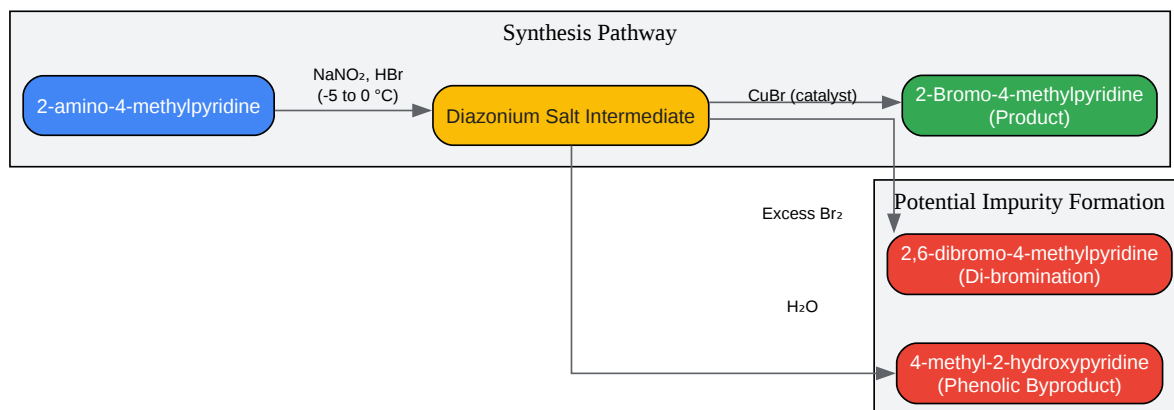 Synthesis Pathway
2-amino-4-methylpyridine
NaNO₂, HBr
(-5 to 0 °C)
Diazonium Salt Intermediate
CuBr (catalyst)
2-Bromo-4-methylpyridine
(Product)
Potential Impurity Formation
Excess Br₂
2,6-dibromo-4-methylpyridine
(Di-bromination)
H₂O
4-methyl-2-hydroxypyridine
(Phenolic Byproduct)